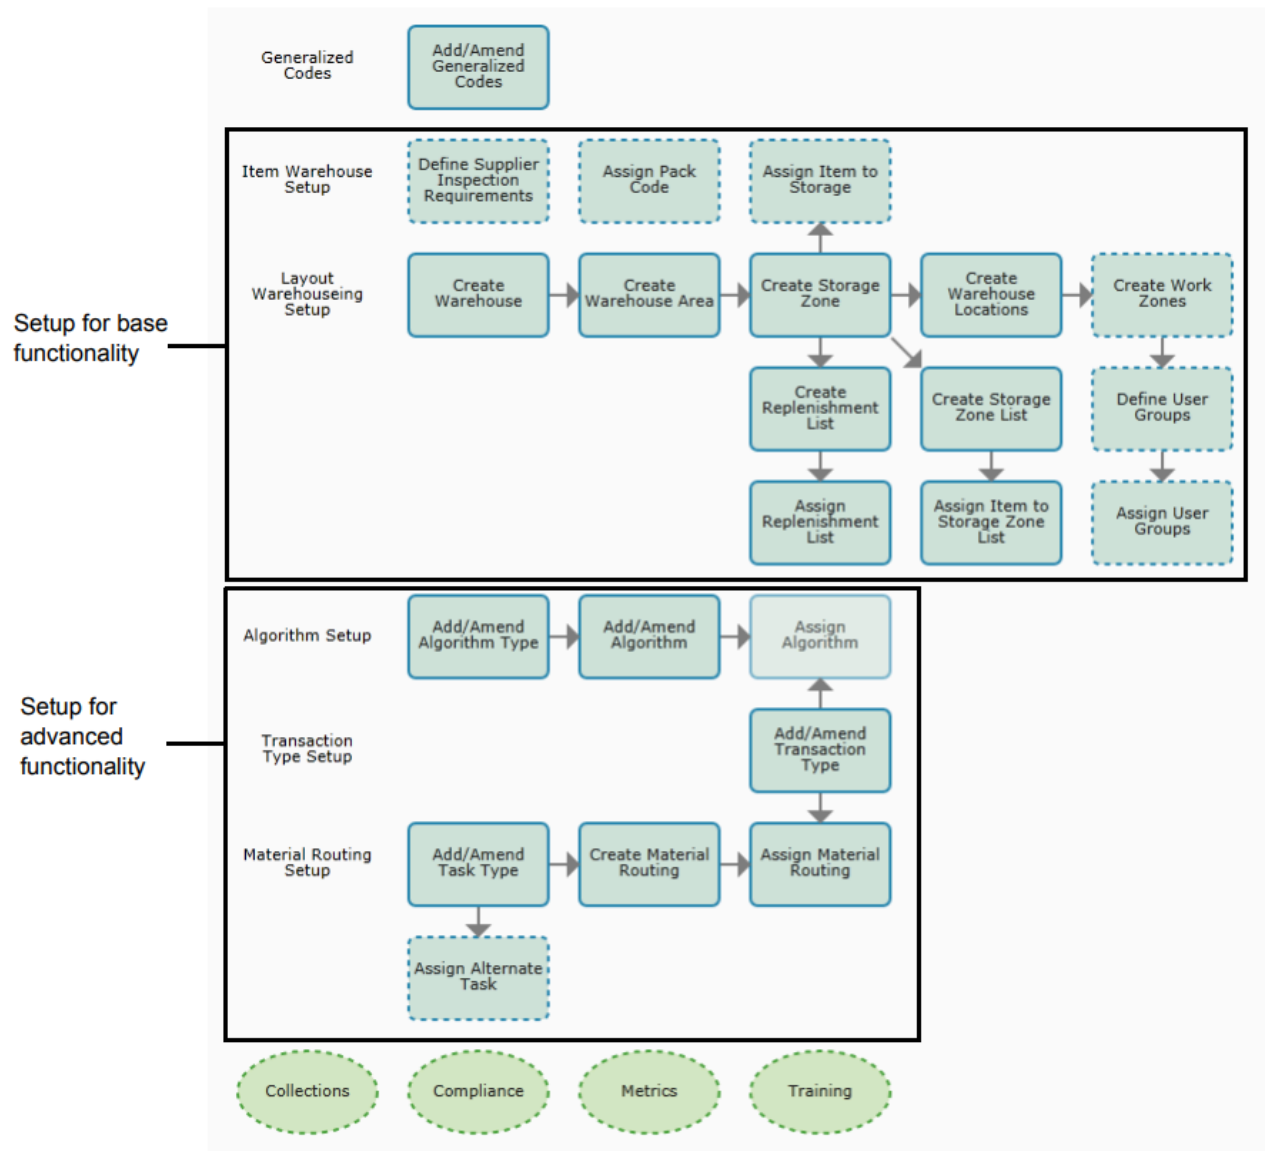 Generalized
Codes
Add/Amend
Generalized
Codes
Setup for base
functionality
Item Warehouse
Setup
Define Supplier
Inspection
Requirements
Assign Pack
Code
Assign Item to
Storage
Layout
Warehouseing
Setup
Create
Warehouse
Create
Warehouse Area
Create Storage
Zone
Create
Warehouse
Locations
Create Work
Zones
Create
Replenishment
List
Create Storage
Zone List
Define User
Groups
Assign
Replenishment
List
Assign Item to
Storage Zone
List
Assign User
Groups
Setup for
advanced
functionality
Algorithm Setup
Add/Amend
Algorithm Type
Add/Amend
Algorithm
Assign
Algorithm
Transaction
Type Setup
Add/Amend
Transaction
Type
Material Routing
Setup
Add/Amend
Task Type
Create Material
Routing
Assign Material
Routing
Assign Alternate
Task
Collections
Compliance
Metrics
Training